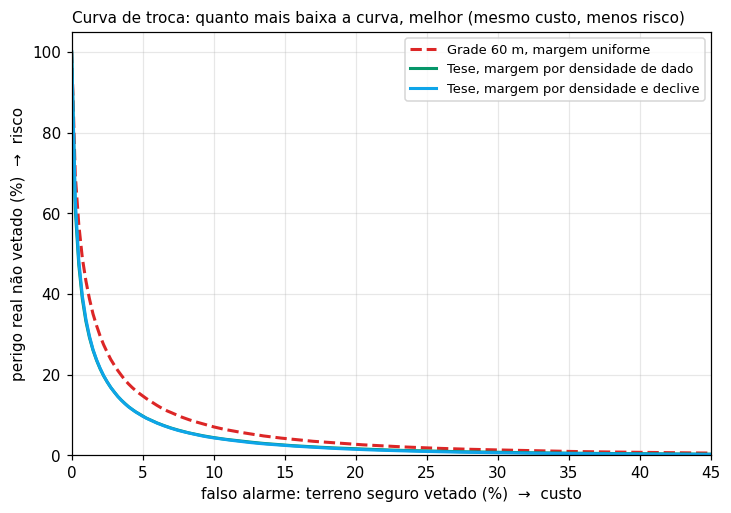 Curva de troca: quanto mais baixa a curva, melhor (mesmo custo, menos risco)
Grade 60 m, margem uniforme
Tese, margem por densidade de dado
Tese, margem por densidade e declive
perigo real não vetado (%) → risco
100
80
60
40
20
0
0 5 10 15 20 25 30 35 40 45
falso alarme: terreno seguro vetado (%) → custo